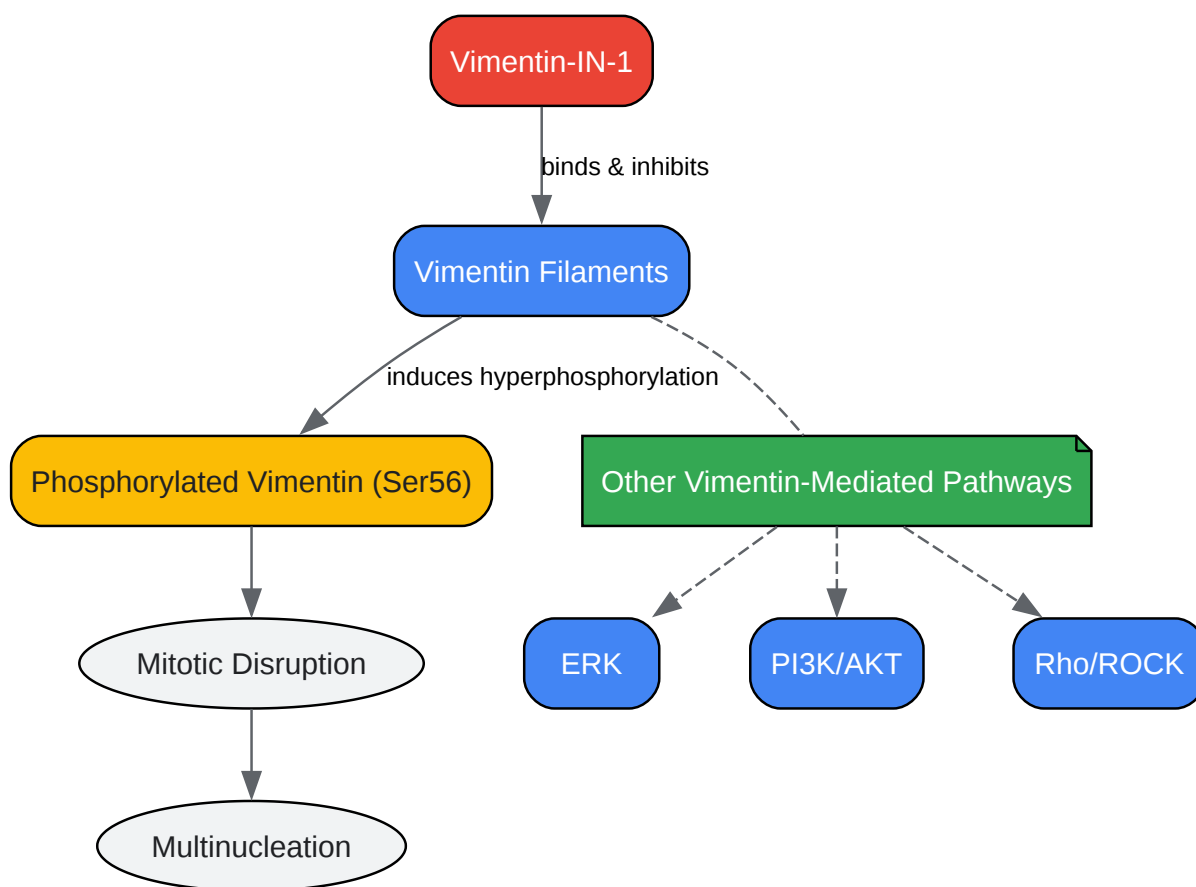 Vimentin-IN-1
binds & inhibits
Vimentin Filaments
induces hyperphosphorylation
Phosphorylated Vimentin (Ser56)
Other Vimentin-Mediated Pathways
Mitotic Disruption
ERK
PI3K/AKT
Rho/ROCK
Multinucleation